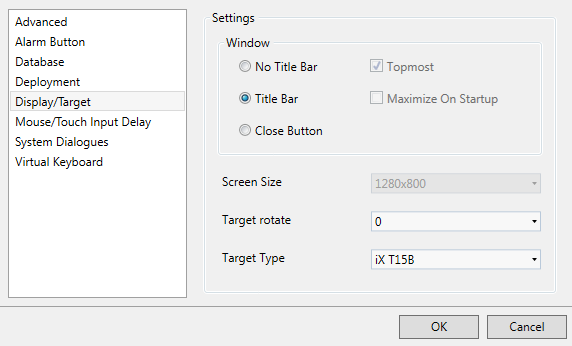 Advanced
Alarm Button
Database
Deployment
Display/Target
Mouse/Touch Input Delay
System Dialogues
Virtual Keyboard
Settings
Window
No Title Bar
Topmost
Title Bar
Maximize On Startup
Close Button
Screen Size
1280x800
Target rotate
0
Target Type
iX T15B
OK
Cancel